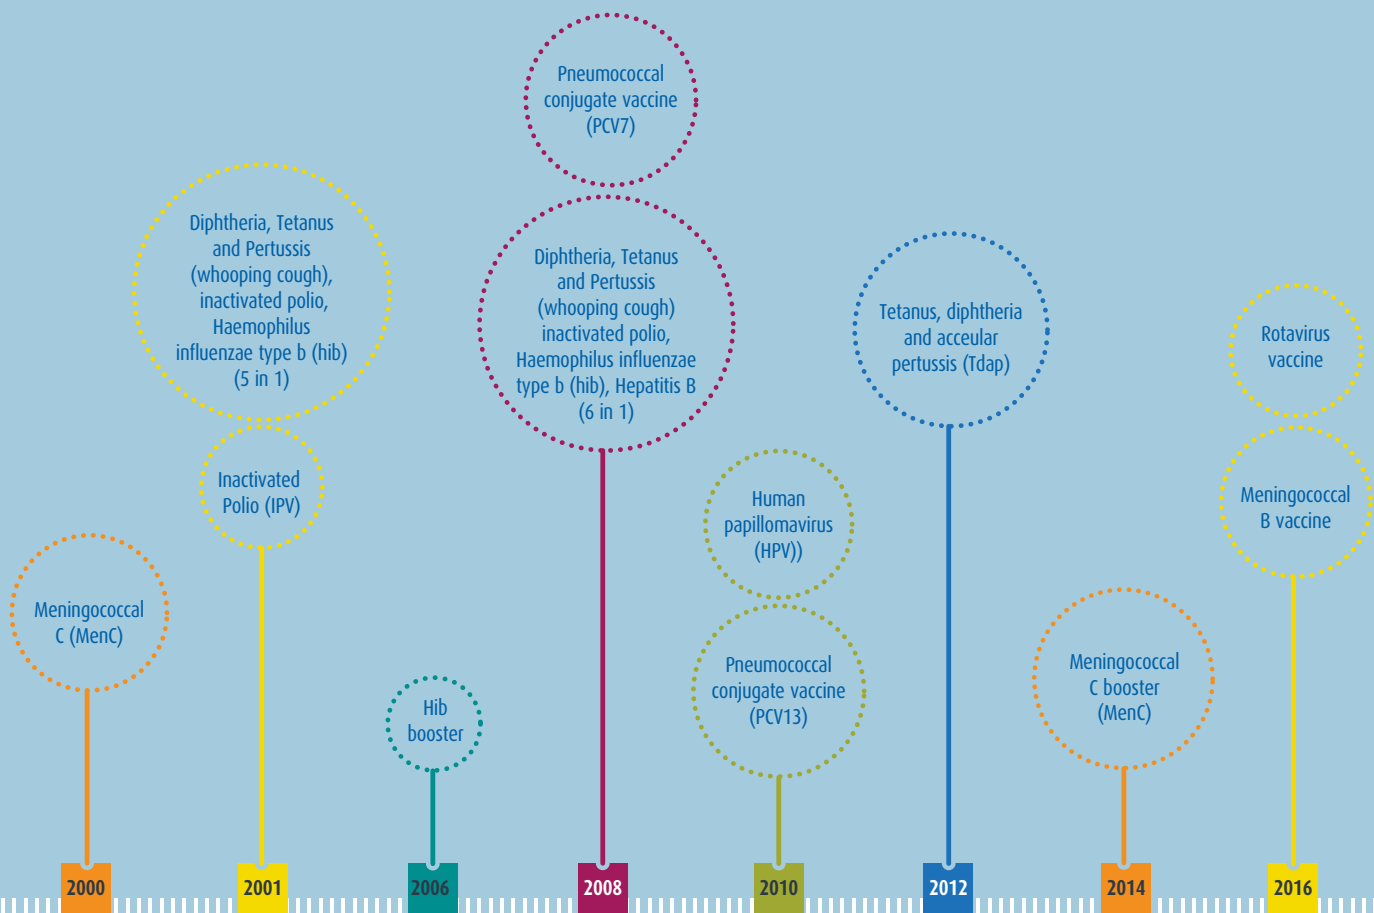 Pneumococcal
conjugate vaccine
(PCV7)
Diphtheria, Tetanus
and Pertussis
(whooping cough),
inactivated polio,
Haemophilus
influenzae type b (hib)
(5 in 1)
Diphtheria, Tetanus
and Pertussis
(whooping cough)
inactivated polio,
Haemophilus influenzae
type b (hib), Hepatitis B
(6 in 1)
Tetanus, diphtheria
and acceular
pertussis (Tdap)
Rotavirus
vaccine
Inactivated
Polio (IPV)
Human
papillomavirus
(HPV))
Meningococcal
B vaccine
Meningococcal
C (MenC)
Hib
booster
Pneumococcal
conjugate vaccine
(PCV13)
Meningococcal
C booster
(MenC)
2000
2001
2006
2008
2010
2012
2014
2016